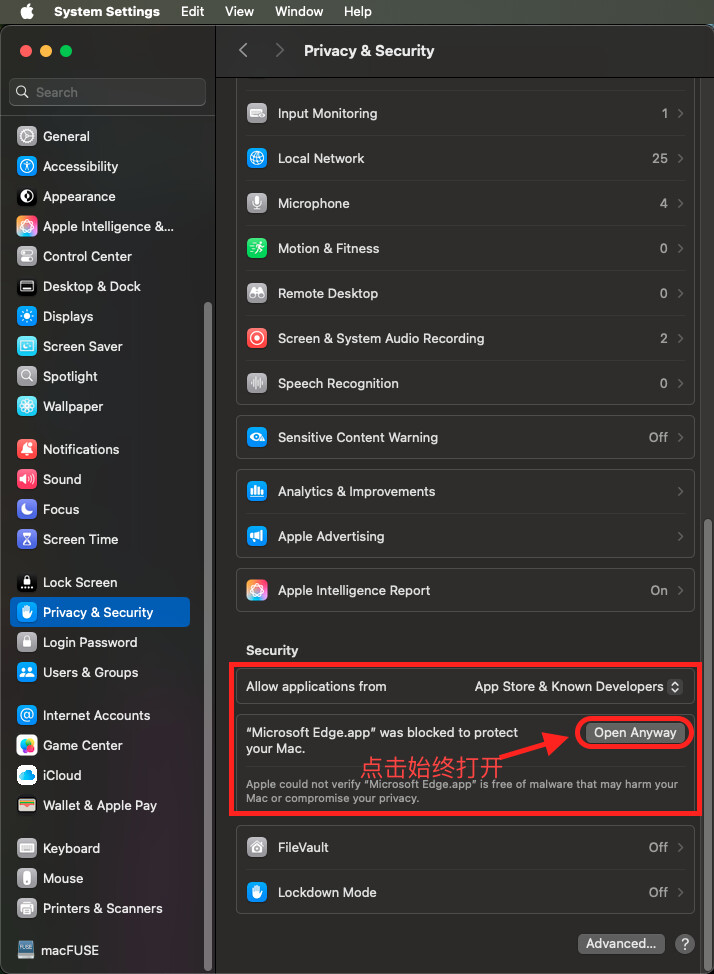 System Settings Edit View Window Help
Privacy & Security
Search
General
Accessibility
Appearance
Apple Intelligence &...
Control Center
Desktop & Dock
Displays
Screen Saver
Spotlight
Wallpaper
Notifications
Sound
Focus
Screen Time
Lock Screen
Privacy & Security
Login Password
Users & Groups
Internet Accounts
Game Center
iCloud
Wallet & Apple Pay
Keyboard
Mouse
Printers & Scanners
FUSE macFUSE
Input Monitoring 1
Local Network 25
Microphone 4
Motion & Fitness 0
Remote Desktop 0
Screen & System Audio Recording 2
Speech Recognition 0
Sensitive Content Warning Off
Analytics & Improvements
Apple Advertising
Apple Intelligence Report On
Security
Allow applications from App Store & Known Developers
“Microsoft Edge.app” was blocked to protect Open Anyway
your Mac.
点击始终打开
Apple could not verify “Microsoft Edge.app” is free of malware that may harm your
Mac or compromise your privacy.
FileVault Off
Lockdown Mode Off
Advanced... ?